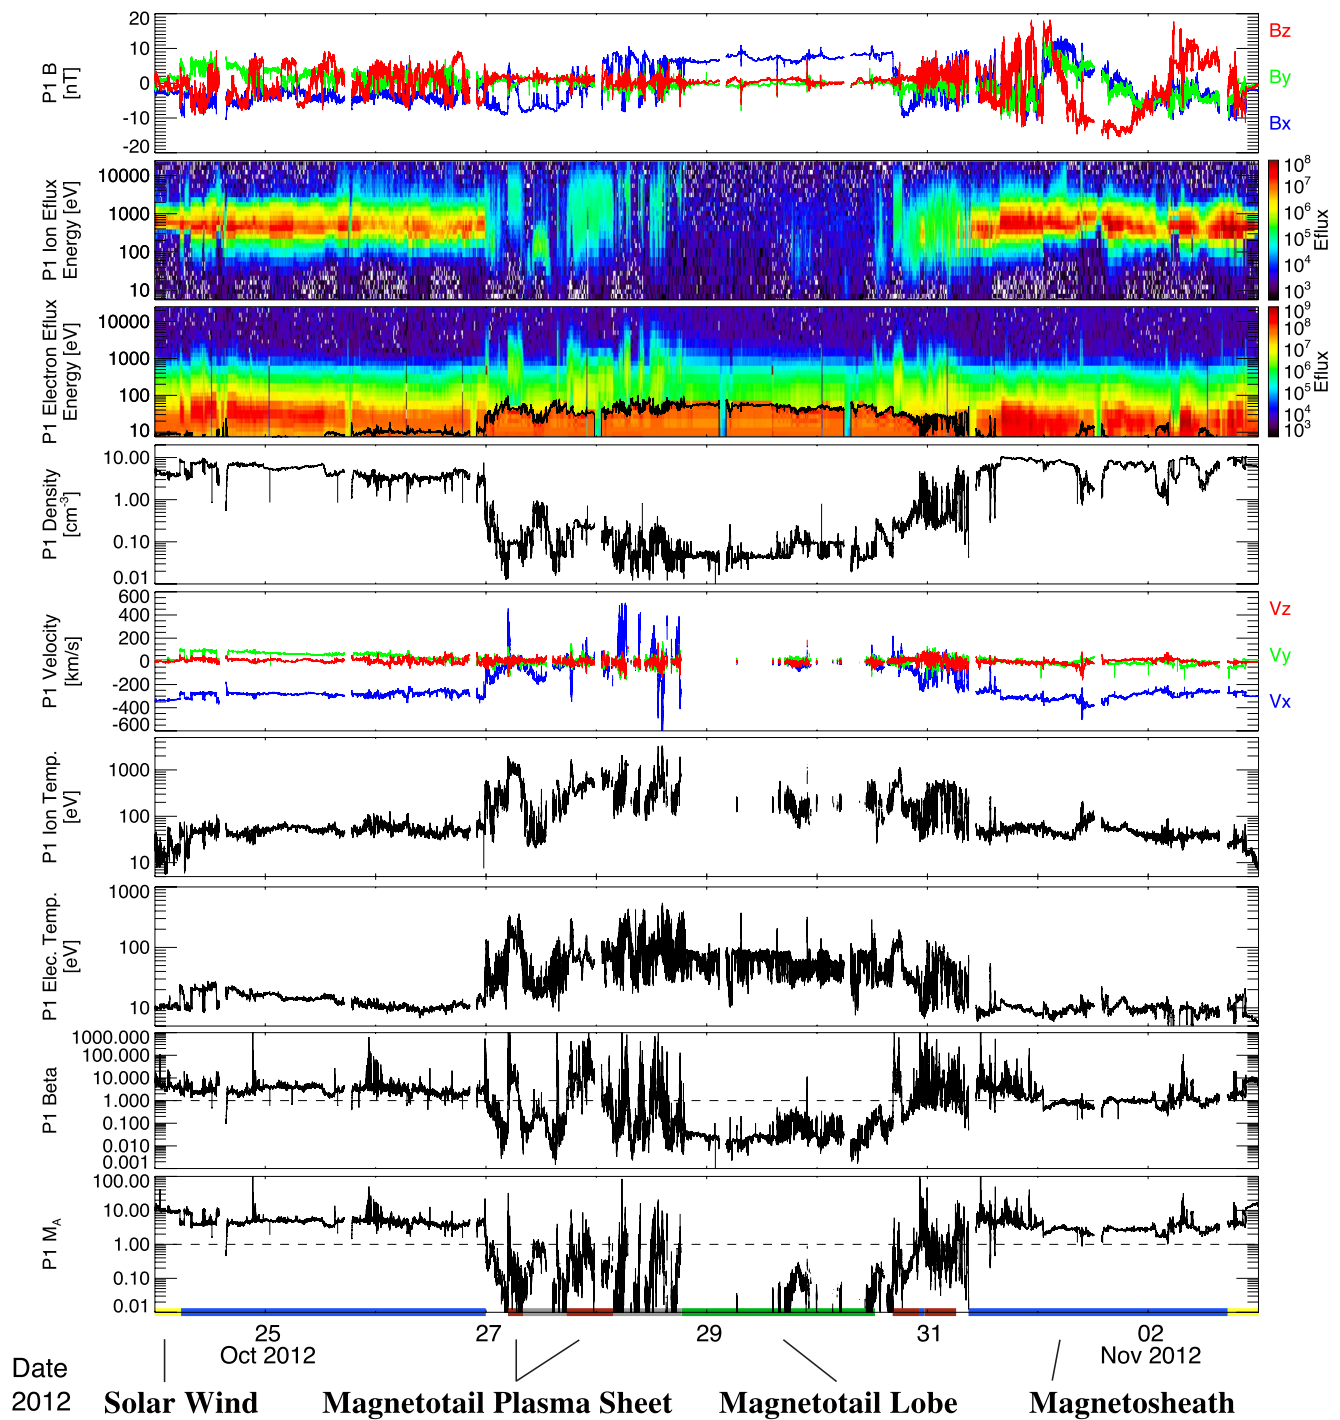 20
10
0
-10
-20
P1 B
[nT]
Bz
By
Bx
10000
1000
100
10
P1 Ion Eflux
Energy [eV]
10⁸
10⁷
10⁶
10⁵
10⁴
10³
Eflux
10000
1000
100
10
P1 Electron Eflux
Energy [eV]
10⁹
10⁸
10⁷
10⁶
10⁵
10⁴
10³
Eflux
10.00
1.00
0.10
0.01
P1 Density
[cm⁻³]
600
400
200
0
-200
-400
-600
P1 Velocity
[km/s]
Vz
Vy
Vx
1000
100
10
P1 Ion Temp.
[eV]
1000
100
10
P1 Elec. Temp.
[eV]
1000.000
100.000
10.000
1.000
0.100
0.010
0.001
P1 Beta
100.00
10.00
1.00
0.10
0.01
P1 M_A
25 27 29 31 02
Oct 2012 Nov 2012
Date
2012
Solar Wind Magnetotail Plasma Sheet Magnetotail Lobe Magnetosheath